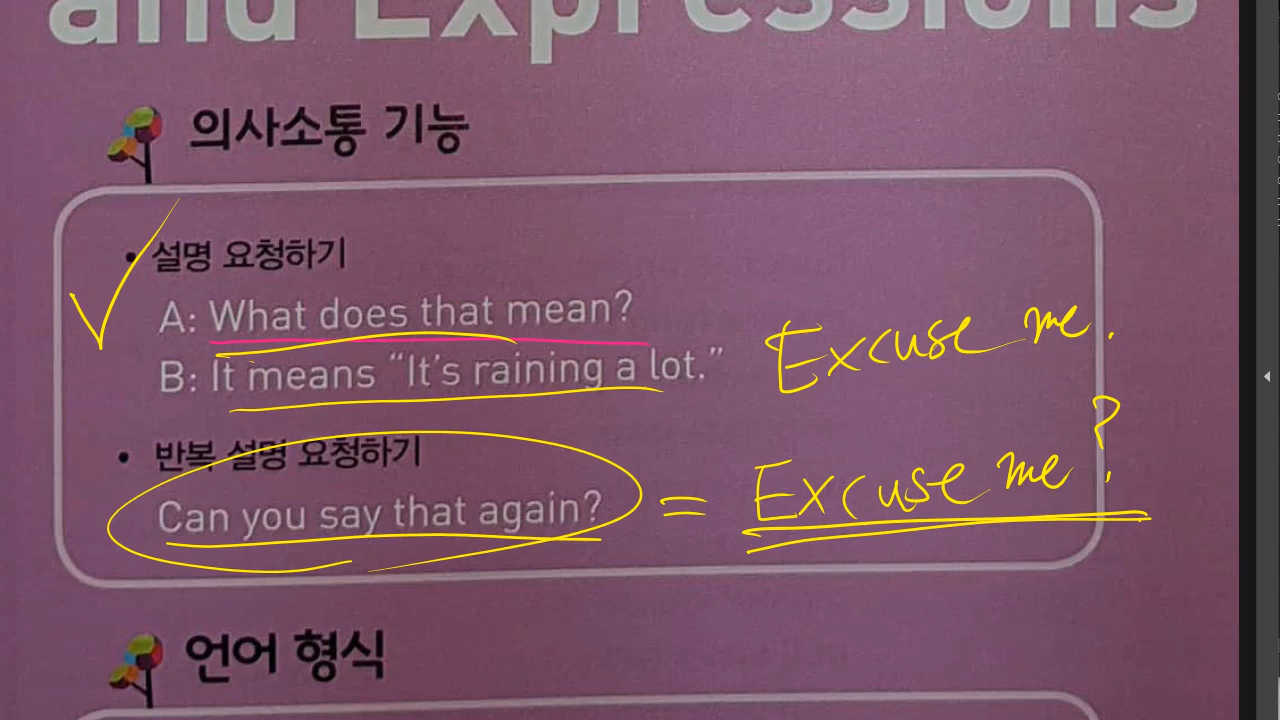 and Expressions
의사소통 기능
• 설명 요청하기
A: What does that mean?
B: It means “It’s raining a lot.”
Excuse me.
• 반복 설명 요청하기
Can you say that again? = Excuse me?
언어 형식